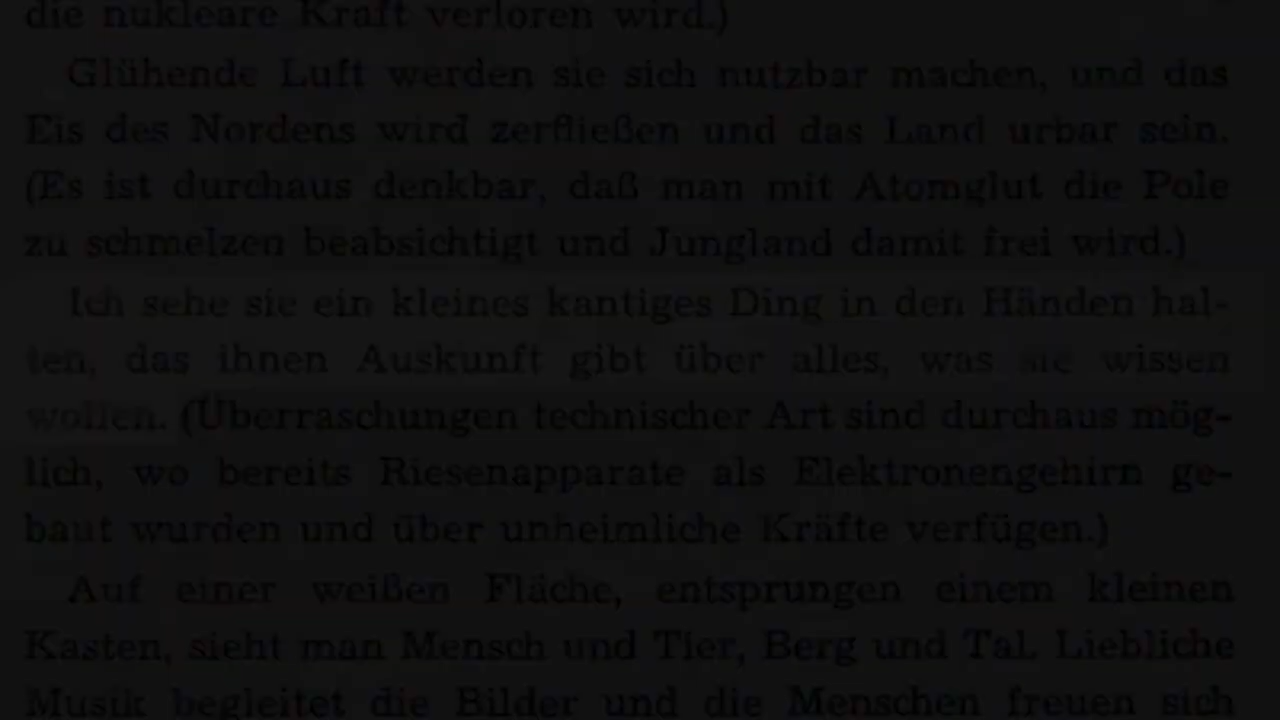 die nukleare Kraft verloren wird.)
Glühende Luft werden sie sich nutzbar machen, und das
Eis des Nordens wird zerfließen und das Land urbar sein.
(Es ist durchaus denkbar, daß man mit Atomglut die Pole
zu schmelzen beabsichtigt und Jungland damit frei wird.)
Ich sehe sie ein kleines kantiges Ding in den Händen hal-
ten, das ihnen Auskunft gibt über alles, was sie wissen
wollen. (Überraschungen technischer Art sind durchaus mög-
lich, wo bereits Riesenapparate als Elektronengehirn ge-
baut wurden und über unheimliche Kräfte verfügen.)
Auf einer weißen Fläche, entsprungen einem kleinen
Kasten, sieht man Mensch und Tier, Berg und Tal. Liebliche
Musik begleitet die Bilder und die Menschen freuen sich